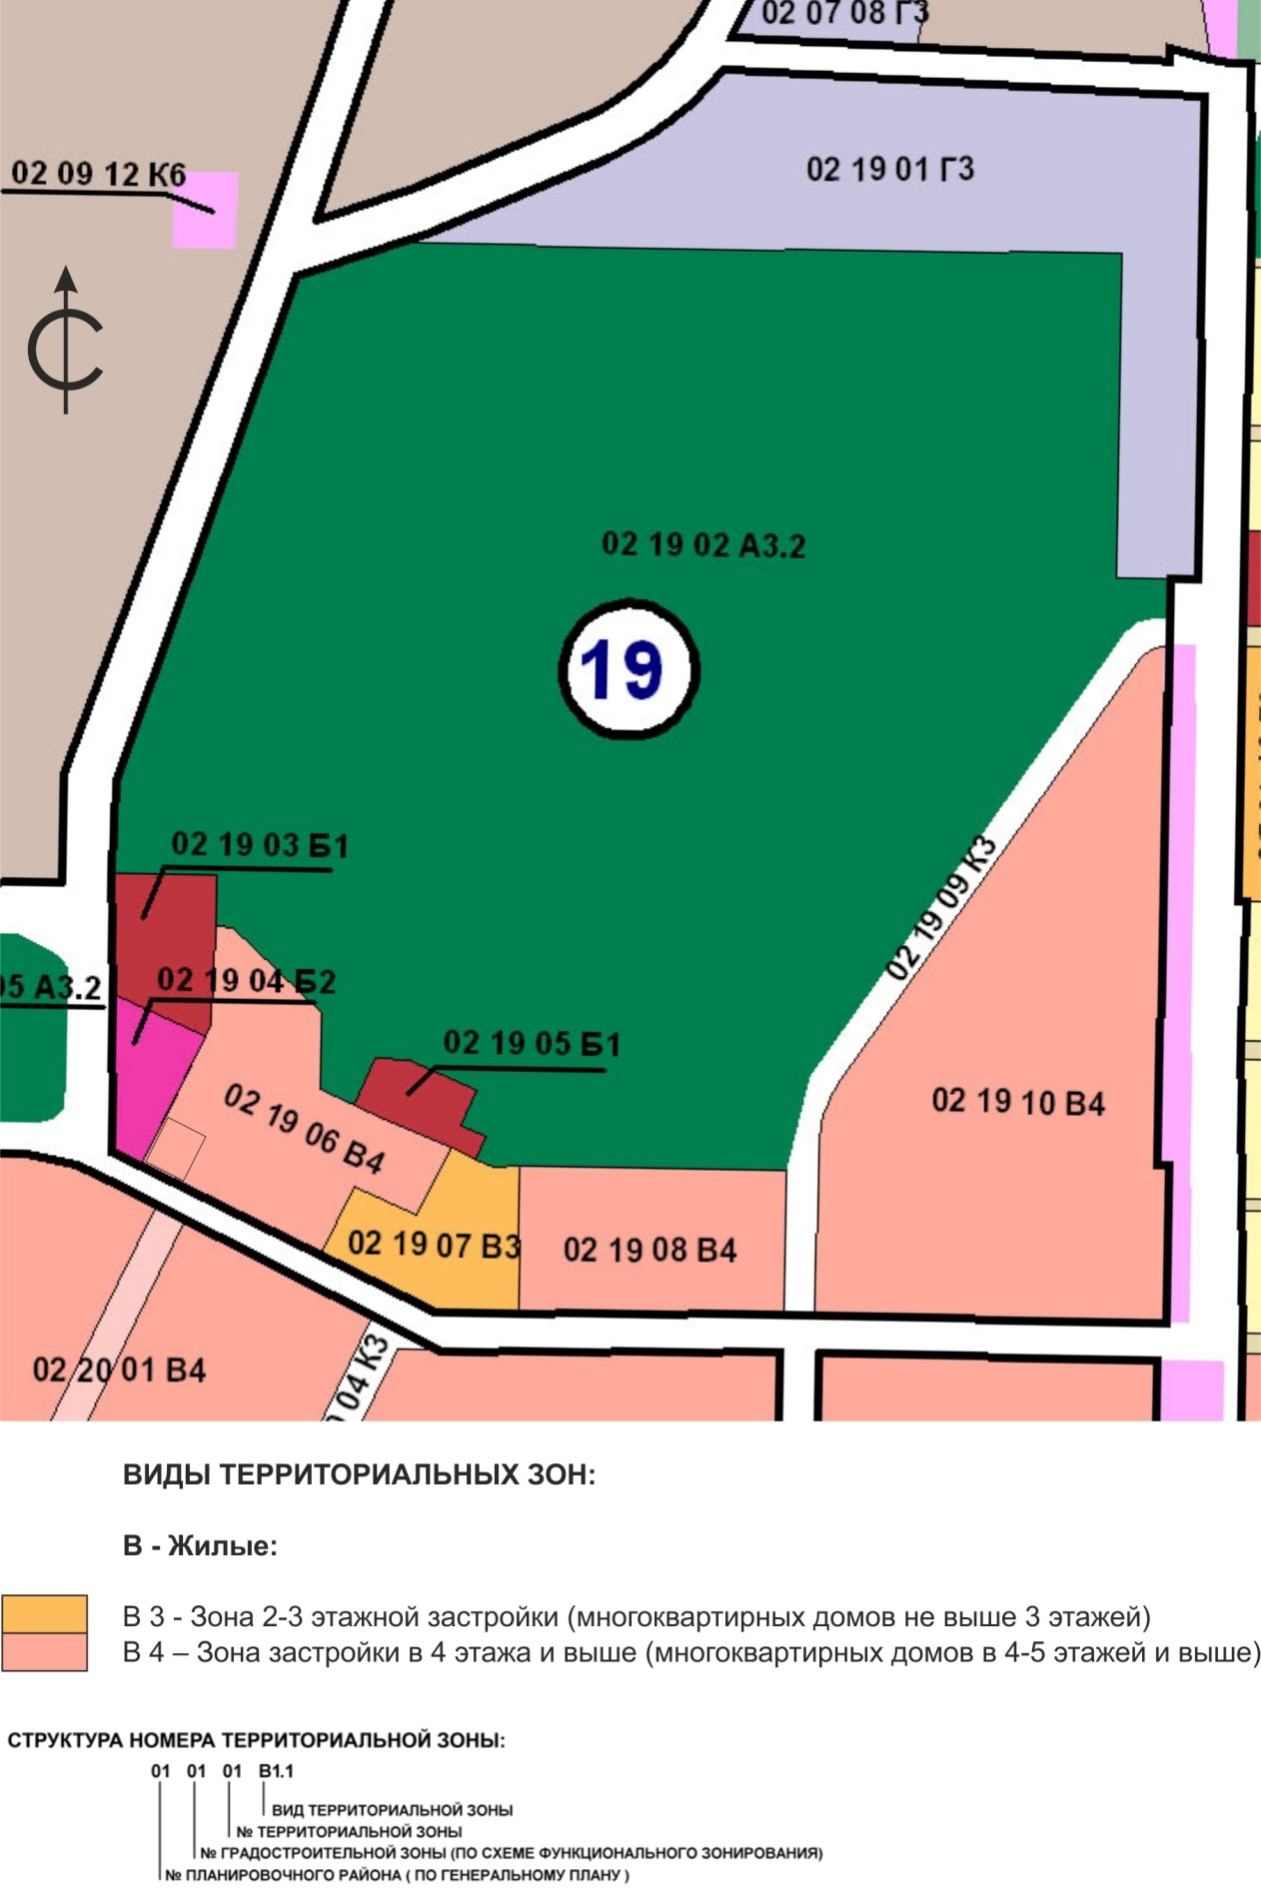 02 07 08 Г3
02 19 01 Г3
02 09 12 К6
С
02 19 02 А3.2
19
02 19 03 Б1
02 19 09 К3
02 19 04 Б2
05 А3.2
02 19 05 Б1
02 19 06 В4
02 19 10 В4
02 19 07 В3
02 19 08 В4
02 20 01 В4
04 К3
ВИДЫ ТЕРРИТОРИАЛЬНЫХ ЗОН:
В - Жилые:
В 3 - Зона 2-3 этажной застройки (многоквартирных домов не выше 3 этажей)
В 4 – Зона застройки в 4 этажа и выше (многоквартирных домов в 4-5 этажей и выше)
СТРУКТУРА НОМЕРА ТЕРРИТОРИАЛЬНОЙ ЗОНЫ:
01 01 01 В1.1
ВИД ТЕРРИТОРИАЛЬНОЙ ЗОНЫ
№ ТЕРРИТОРИАЛЬНОЙ ЗОНЫ
№ ГРАДОСТРОИТЕЛЬНОЙ ЗОНЫ (ПО СХЕМЕ ФУНКЦИОНАЛЬНОГО ЗОНИРОВАНИЯ)
№ ПЛАНИРОВОЧНОГО РАЙОНА ( ПО ГЕНЕРАЛЬНОМУ ПЛАНУ )